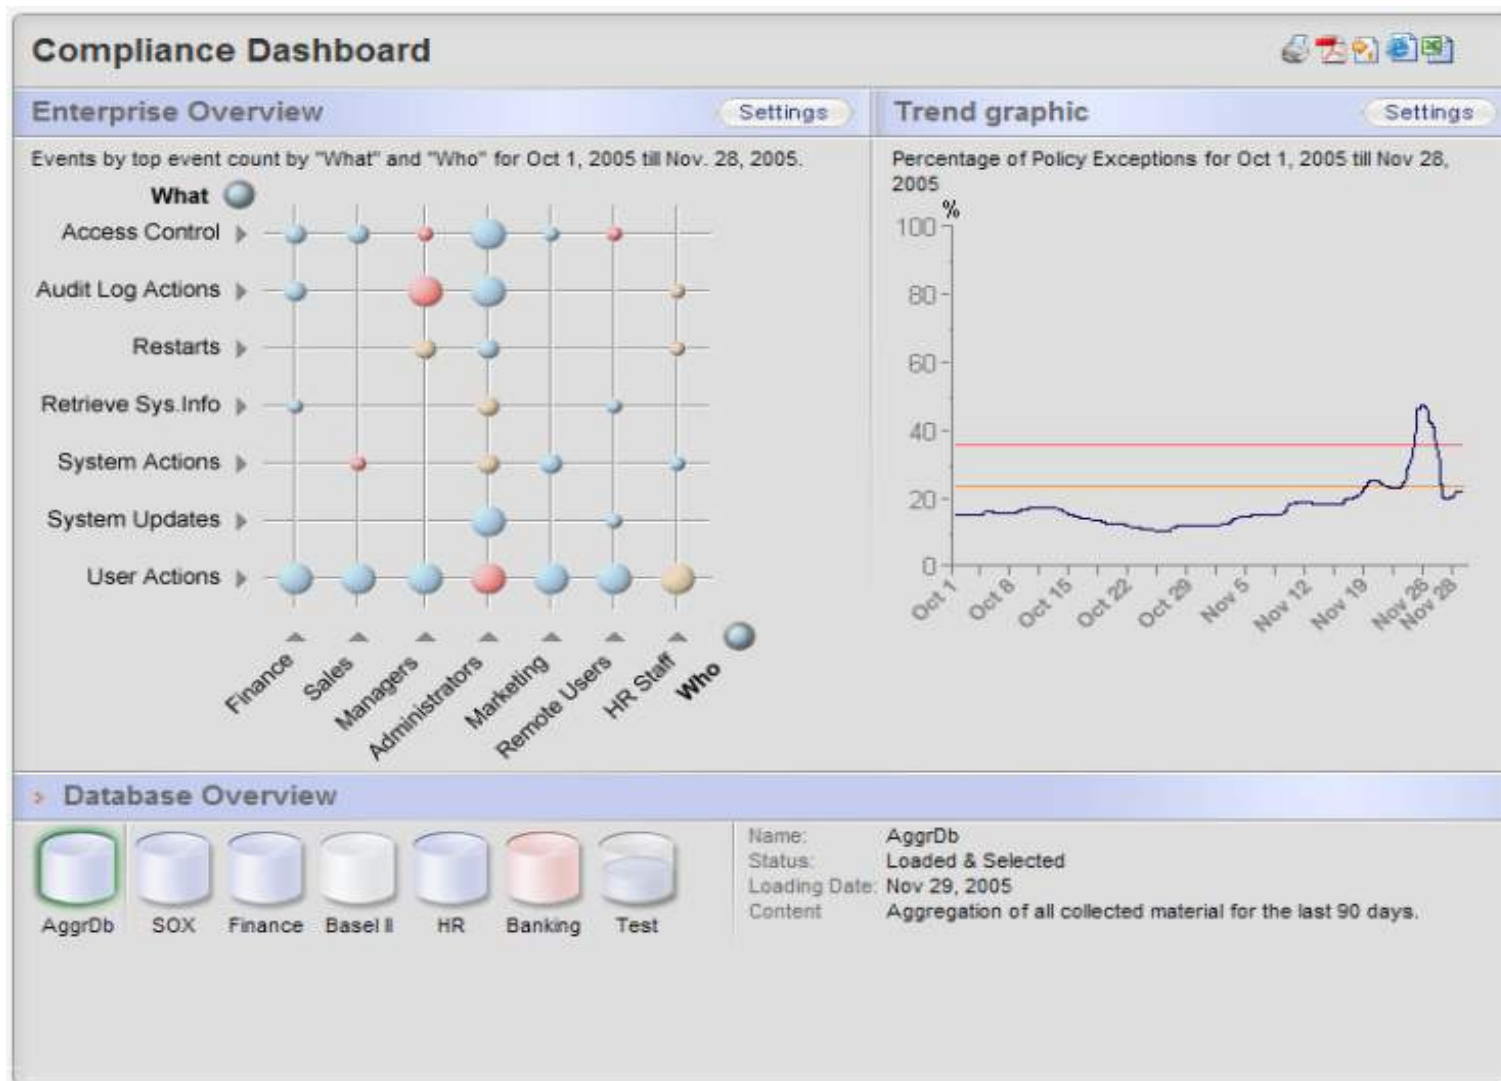 Compliance Dashboard
Enterprise Overview
Settings
Events by top event count by "What" and "Who" for Oct 1, 2005 till Nov. 28, 2005.
What
Access Control
Audit Log Actions
Restarts
Retrieve Sys.Info
System Actions
System Updates
User Actions
Finance
Sales
Managers
Administrators
Marketing
Remote Users
HR Staff
Who
Trend graphic
Settings
Percentage of Policy Exceptions for Oct 1, 2005 till Nov 28,
2005
%
100
80
60
40
20
0
Oct 1
Oct 8
Oct 15
Oct 22
Oct 29
Nov 5
Nov 12
Nov 19
Nov 26
Nov 28
Database Overview
AggrDb
SOX
Finance
Basel II
HR
Banking
Test
Name: AggrDb
Status: Loaded & Selected
Loading Date: Nov 29, 2005
Content Aggregation of all collected material for the last 90 days.